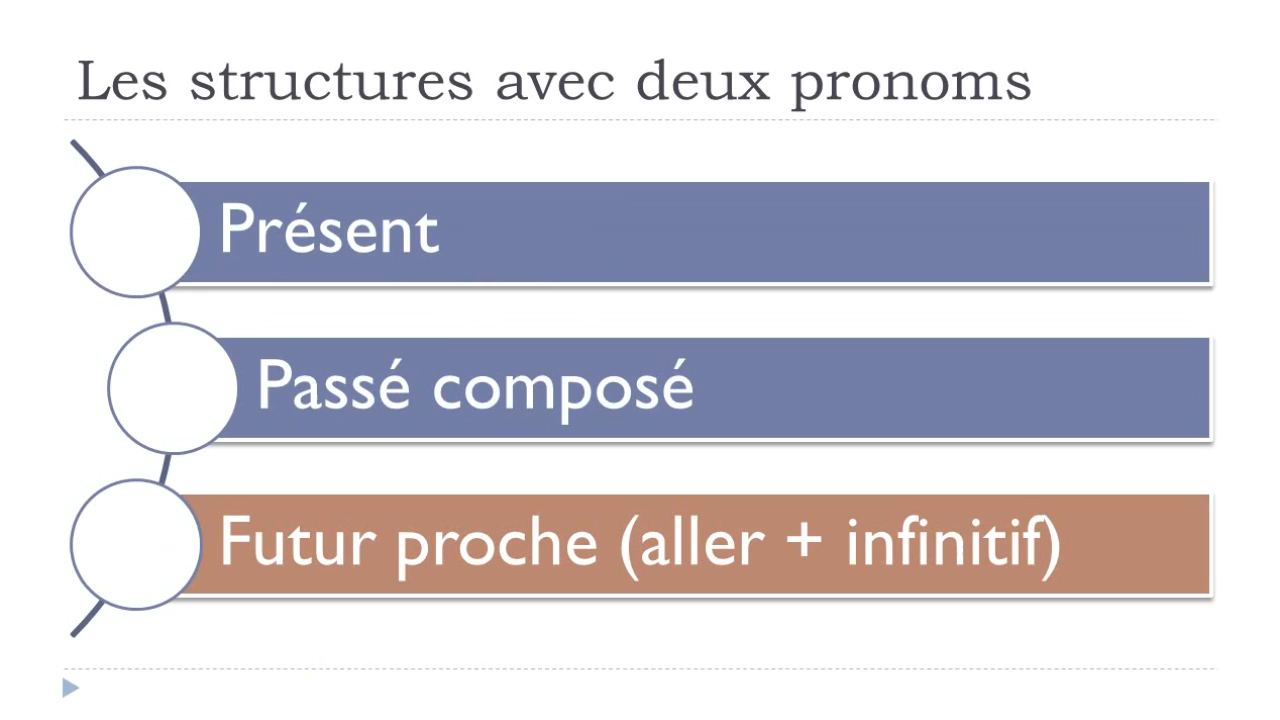 Les structures avec deux pronoms
Présent
Passé composé
Futur proche (aller + infinitif)